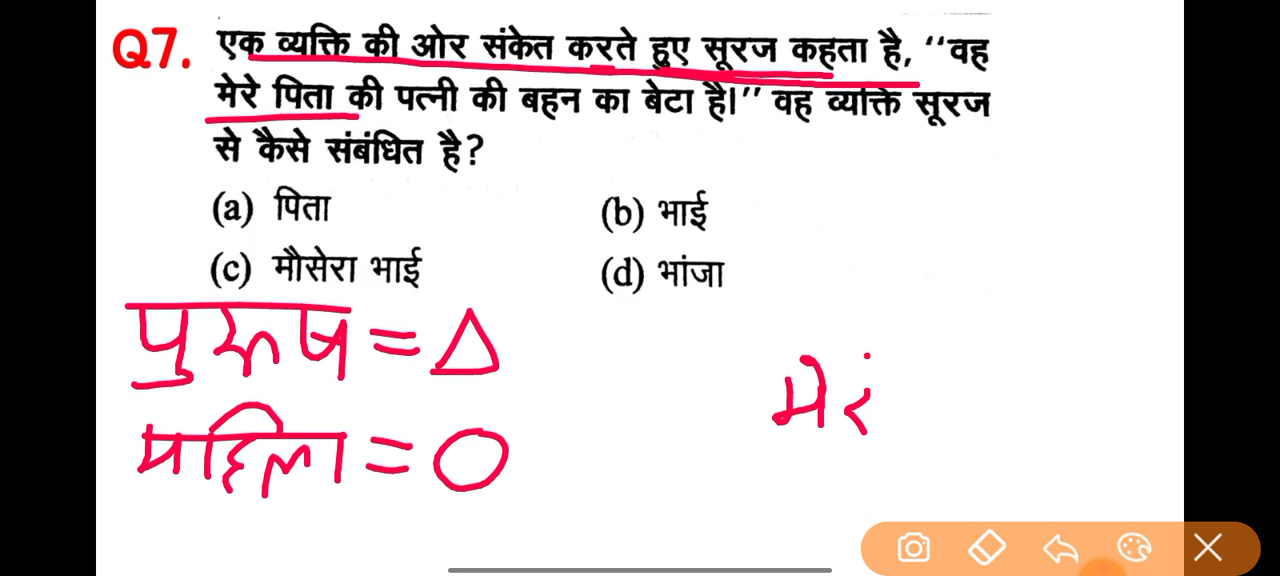 Q7. एक व्यक्ति की ओर संकेत करते हुए सूरज कहता है, ‘‘वह
मेरे पिता की पत्नी की बहन का बेटा है।’’ वह व्यक्ति सूरज
से कैसे संबंधित है?
(a) पिता (b) भाई
(c) मौसेरा भाई (d) भांजा
पुरूष = Δ
महिला = O
मेरं